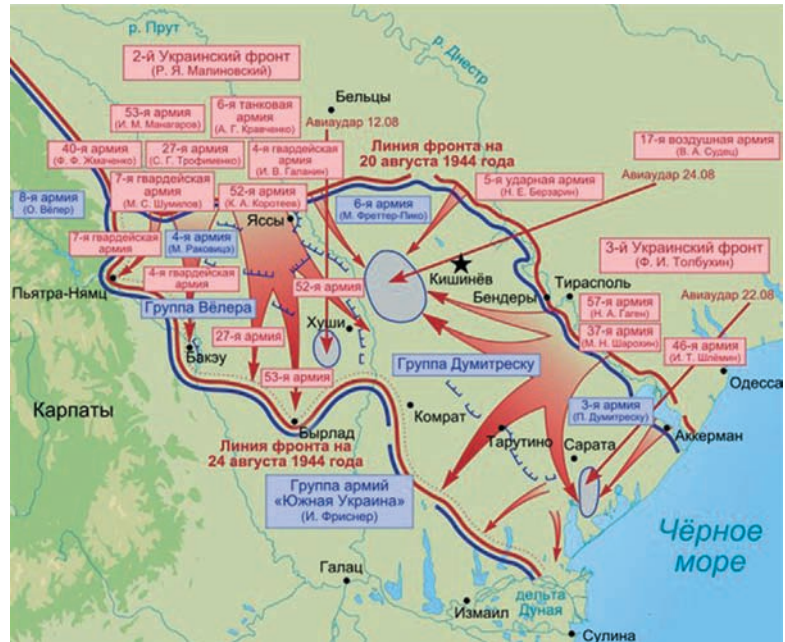 р. Прут
2-й Украинский фронт
(Р. Я. Малиновский)
р. Днестр
53-я армия
(И. М. Манагаров)
6-я танковая
армия
(А. Г. Кравченко)
Бельцы
Авиаудар 12.08
40-я армия
(Ф. Ф. Жмаченко)
27-я армия
(С. Г. Трофименко)
4-я гвардейская
армия
(И. В. Галанин)
Линия фронта на
20 августа 1944 года
17-я воздушная армия
(В. А. Судец)
Авиаудар 24.08
8-я армия
(О. Вёлер)
7-я гвардейская
армия
(М. С. Шумилов)
52-я армия
(К. А. Коротеев)
6-я армия
(М. Фреттер-Пико)
5-я ударная армия
(Н. Э. Берзарин)
Яссы
7-я гвардейская
армия
4-я армия
(М. Раковицэ)
3-й Украинский фронт
(Ф. И. Толбухин)
Кишинёв
Пьятра-Нямц
4-я гвардейская
армия
52-я армия
Бендеры
Тирасполь
Авиаудар 22.08
57-я армия
(Н. А. Гаген)
37-я армия
(М. Н. Шарохин)
46-я армия
(И. Т. Шлёмин)
Группа Вёлера
Хуши
27-я армия
Бакэу
Группа Думитреску
Одесса
53-я армия
Карпаты
Комрат
3-я армия
(П. Думитреску)
Бырлад
Тарутино
Сарата
Аккерман
Линия фронта на
24 августа 1944 года
Группа армий
«Южная Украина»
(И. Фриснер)
Чёрное
море
Галац
Измаил
дельта
Дуная
Сулина